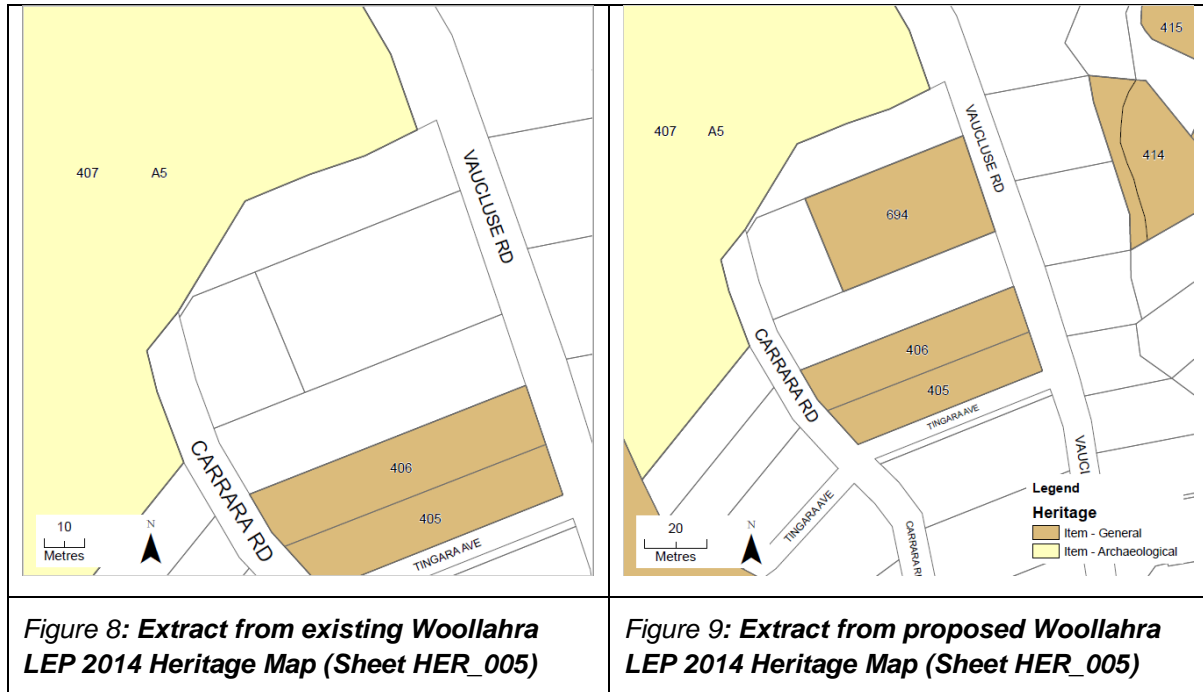 407 A5
VAUCLUSE RD
CARRARA RD
406
405
TINGARA AVE
10
Metres
N
Figure 8: Extract from existing Woollahra
LEP 2014 Heritage Map (Sheet HER_005)
415
407 A5
VAUCLUSE RD
414
694
CARRARA RD
406
405
TINGARA AVE
VAUCI
Legend
Heritage
Item - General
Item - Archaeological
TINGARA AVE
CARRARA RI
20
Metres
N
Figure 9: Extract from proposed Woollahra
LEP 2014 Heritage Map (Sheet HER_005)